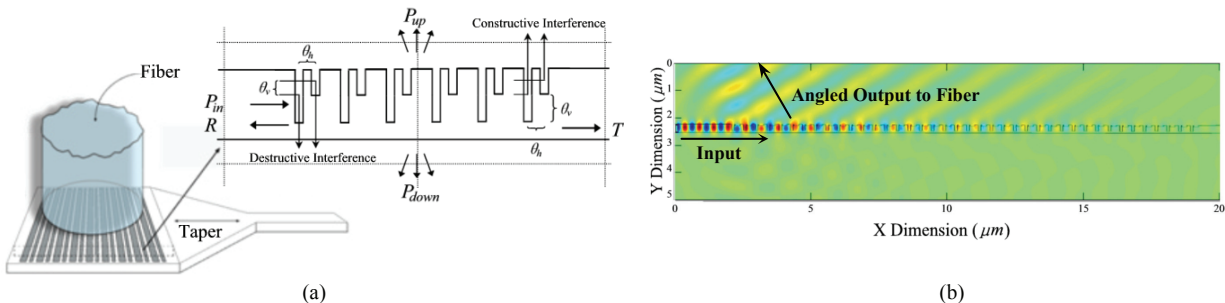 Fiber
Taper
P_up
Constructive Interference
θ_h
θ_v
P_in
R
θ_v
T
θ_h
Destructive Interference
P_down
(a)
Y Dimension (μm)
0
1
2
3
4
5
Angled Output to Fiber
Input
0
5
10
15
20
X Dimension (μm)
(b)